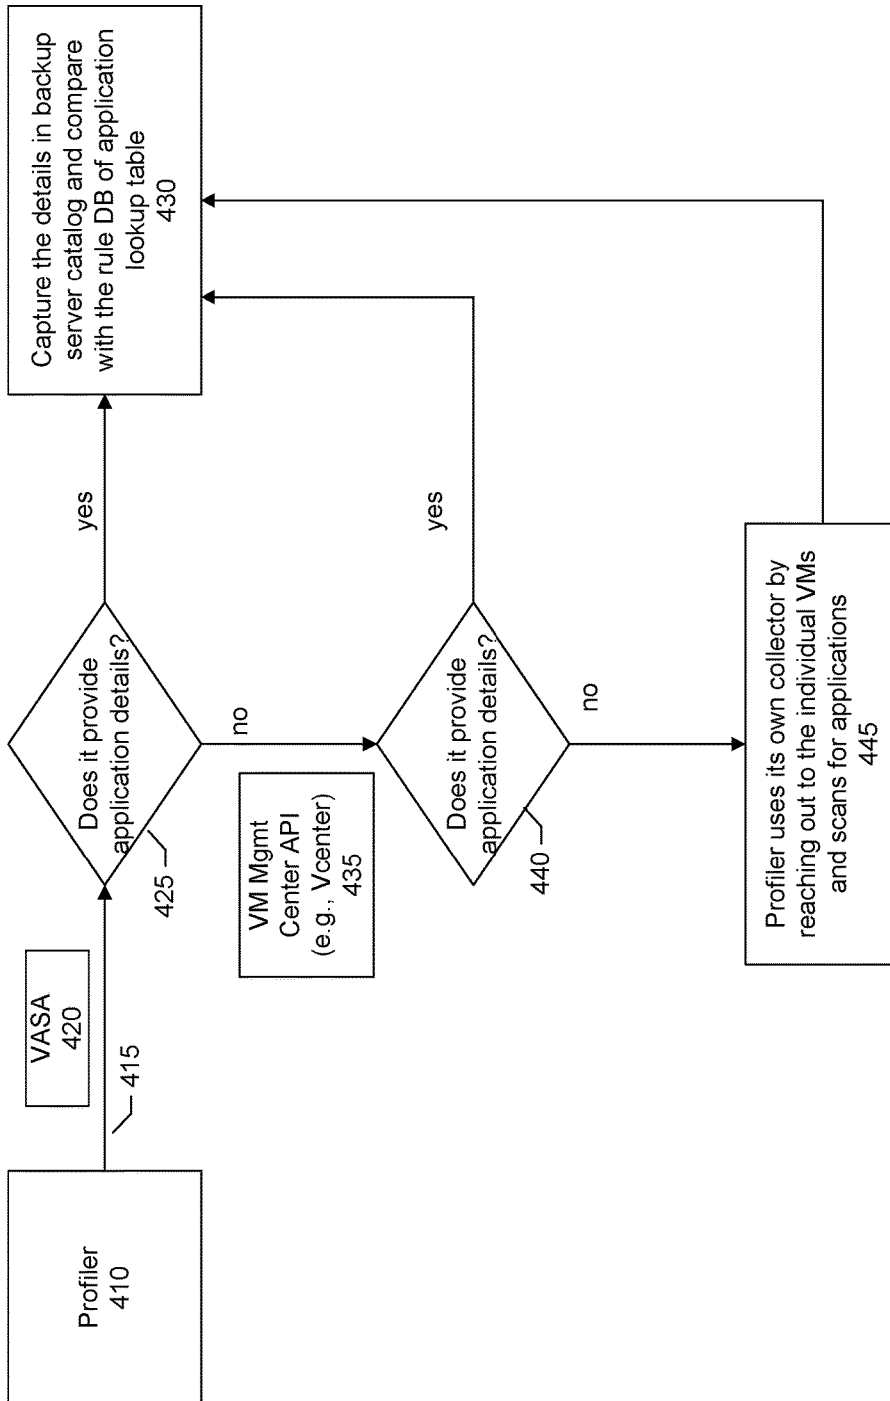 Profiler
410
415
VASA
420
Does it provide
application details?
425
yes
Capture the details in backup
server catalog and compare
with the rule DB of application
lookup table
430
no
VM Mgmt
Center API
(e.g., Vcenter)
435
Does it provide
application details?
440
yes
no
Profiler uses its own collector by
reaching out to the individual VMs
and scans for applications
445